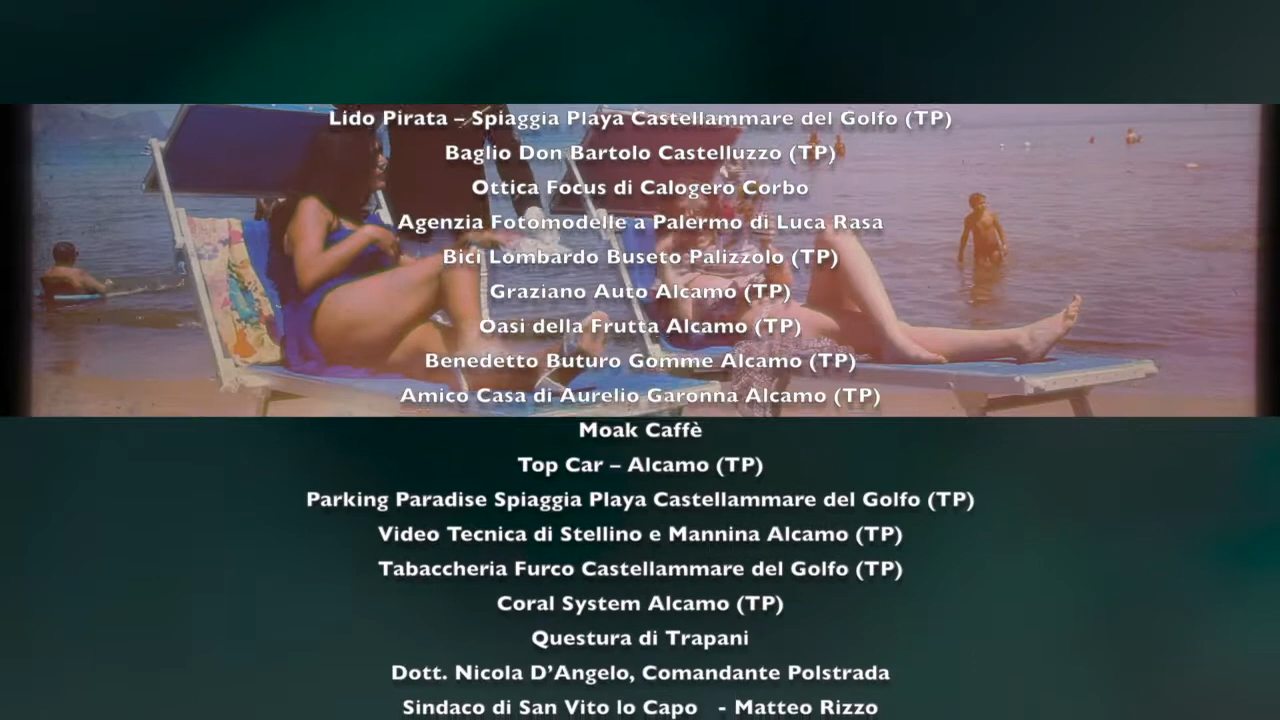 Lido Pirata – Spiaggia Playa Castellammare del Golfo (TP)
Baglio Don Bartolo Castelluzzo (TP)
Ottica Focus di Calogero Corbo
Agenzia Fotomodelle a Palermo di Luca Rasa
Bici Lombardo Buseto Palizzolo (TP)
Graziano Auto Alcamo (TP)
Oasi della Frutta Alcamo (TP)
Benedetto Buturo Gomme Alcamo (TP)
Amico Casa di Aurelio Garonna Alcamo (TP)
Moak Caffè
Top Car – Alcamo (TP)
Parking Paradise Spiaggia Playa Castellammare del Golfo (TP)
Video Tecnica di Stellino e Mannina Alcamo (TP)
Tabaccheria Furco Castellammare del Golfo (TP)
Coral System Alcamo (TP)
Questura di Trapani
Dott. Nicola D’Angelo, Comandante Polstrada
Sindaco di San Vito lo Capo - Matteo Rizzo